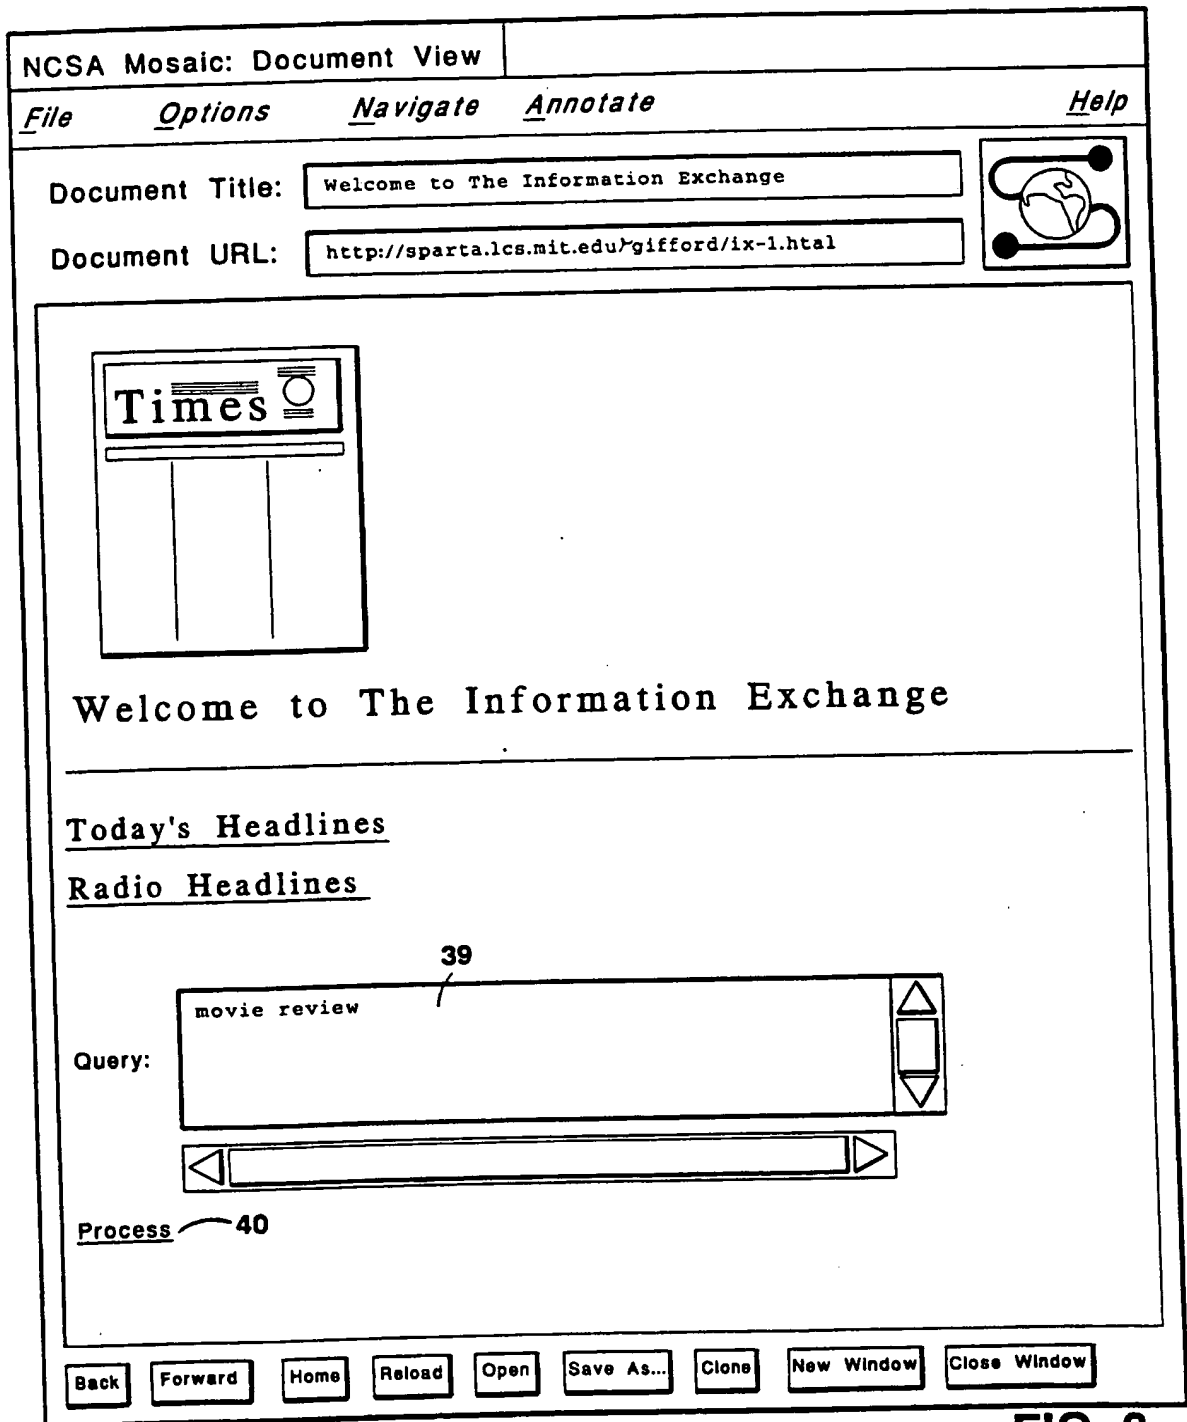 NCSA Mosaic: Document View
File Options Navigate Annotate Help
Document Title: Welcome to The Information Exchange
Document URL: http://sparta.lcs.mit.edu/~gifford/ix-1.htal
Times
Welcome to The Information Exchange
Today's Headlines
Radio Headlines
39
movie review
Query:
Process 40
Back Forward Home Reload Open Save As... Clone New Window Close Window
FIG.